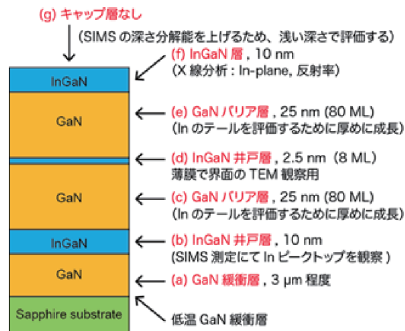 (g) キャップ層なし
(SIMS の深さ分解能を上げるため、浅い深さで評価する)
(f) InGaN 層 , 10 nm
(X 線分析 : In-plane, 反射率)
InGaN
GaN
(e) GaN バリア層 , 25 nm (80 ML)
(In のテールを評価するために厚めに成長)
(d) InGaN 井戸層 , 2.5 nm (8 ML)
薄膜で界面の TEM 観察用
GaN
(c) GaN バリア層 , 25 nm (80 ML)
(In のテールを評価するために厚めに成長)
InGaN
(b) InGaN 井戸層 , 10 nm
(SIMS 測定にて In ピークトップを観察 )
GaN
(a) GaN 緩衝層 , 3 μm 程度
Sapphire substrate
低温 GaN 緩衝層